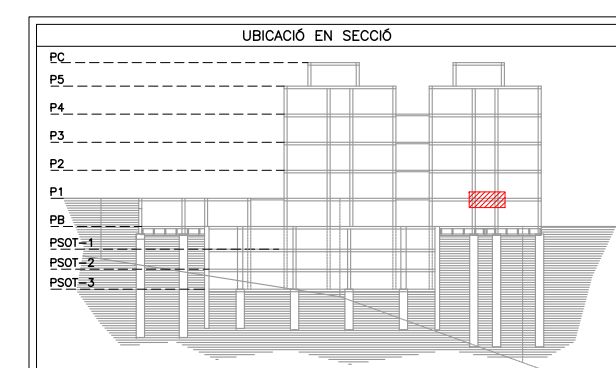 UBICACIÓ EN SECCIÓ
PC
P5
P4
P3
P2
P1
PB
PSOT-1
PSOT-2
PSOT-3